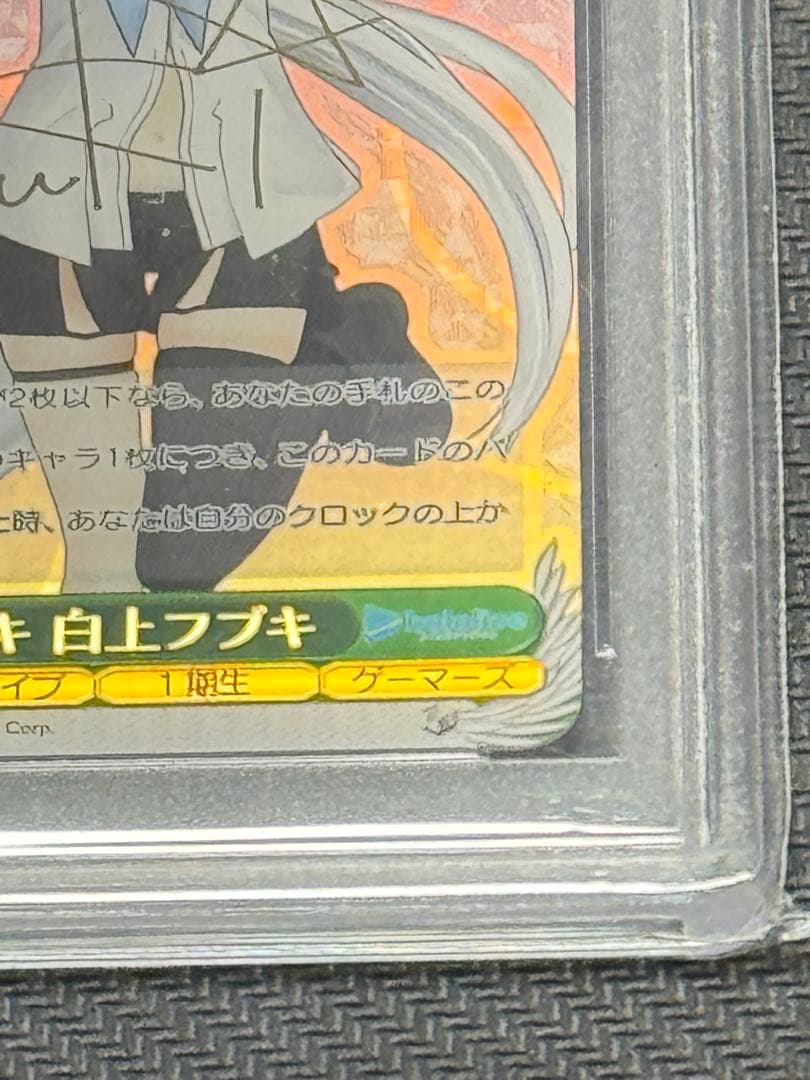 2枚以下なら、あなたの手札のこの
のキャラ1枚につき、このカードのパ
た時、あなたは自分のクロックの上か
キ 白上フブキ hololive
イブ 1期生 ゲーマーズ
Corp.